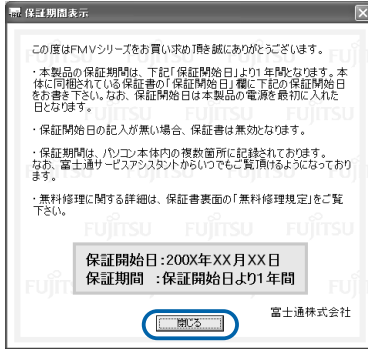 保証期間表示
この度はFMVシリーズをお買い求め頂き誠にありがとうございます。
・本製品の保証期間は、下記「保証開始日」より1年間となります。本
体に同梱されている保証書の「保証開始日」欄に下記の保証開始日
をお書き下さい。なお、保証開始日は本製品の電源を最初に入れた
日となります。
・保証開始日の記入が無い場合、保証書は無効となります。
・保証期間は、パソコン本体内の複数箇所に記録されております。
なお、富士通サービスアシスタントからいつでもご覧頂けるようになっており
ます。
・無料修理に関する詳細は、保証書裏面の「無料修理規定」をご覧
下さい。
保証開始日:200X年XX月XX日
保証期間 :保証開始日より1年間
閉じる
富士通株式会社